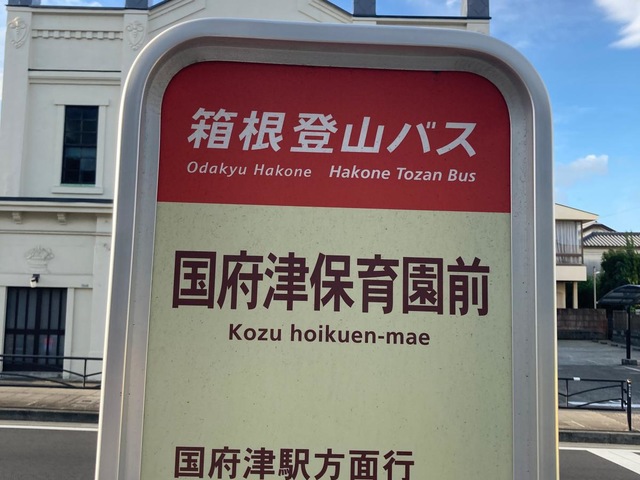 箱根登山バス
Odakyu Hakone Hakone Tozan Bus
国府津保育園前
Kozu hoikuen-mae
国府津駅方面行